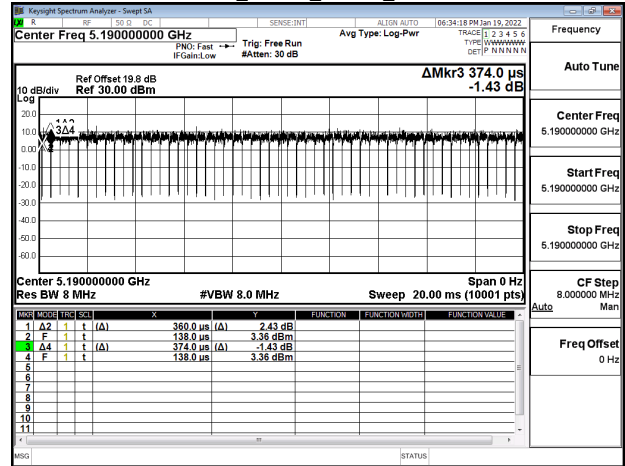 Keysight Spectrum Analyzer - Swept SA
R RF 50 Ω DC SENSE:INT ALIGN AUTO 06:34:18 PM Jan 19, 2022
Center Freq 5.190000000 GHz
PNO: Fast
IFGain:Low
Trig: Free Run
#Atten: 30 dB
Avg Type: Log-Pwr
TRACE 1 2 3 4 5 6
TYPE WWWWWW
DET P NNNNN
Frequency
Auto Tune
Center Freq
5.190000000 GHz
Start Freq
5.190000000 GHz
Stop Freq
5.190000000 GHz
CF Step
8.000000 MHz
Auto Man
Freq Offset
0 Hz
ΔMkr3 374.0 µs
-1.43 dB
Ref Offset 19.8 dB
10 dB/div Ref 30.00 dBm
Log
20.0
10.0
0.00
-10.0
-20.0
-30.0
-40.0
-50.0
-60.0
3Δ4
Center 5.190000000 GHz Span 0 Hz
Res BW 8 MHz #VBW 8.0 MHz Sweep 20.00 ms (10001 pts)
MKR MODE TRC SCL X Y FUNCTION FUNCTION WIDTH FUNCTION VALUE
1 Δ2 1 t (Δ) 360.0 µs (Δ) 2.43 dB
2 F 1 t 138.0 µs 3.36 dBm
3 Δ4 1 t (Δ) 374.0 µs (Δ) -1.43 dB
4 F 1 t 138.0 µs 3.36 dBm
5
6
7
8
9
10
11
MSG STATUS